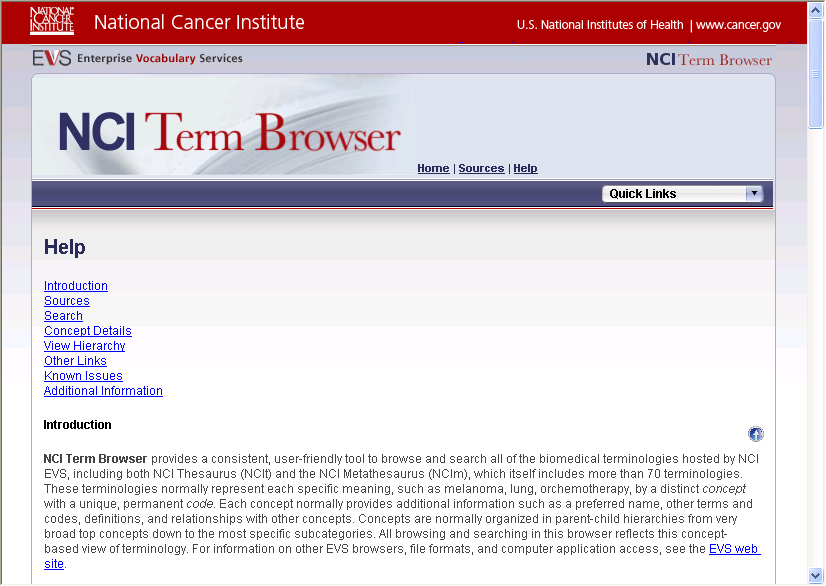 NATIONAL CANCER INSTITUTE
National Cancer Institute
U.S. National Institutes of Health | www.cancer.gov
EVS Enterprise Vocabulary Services
NCI Term Browser
NCI Term Browser
Home | Sources | Help
Quick Links
Help
Introduction
Sources
Search
Concept Details
View Hierarchy
Other Links
Known Issues
Additional Information
Introduction
NCI Term Browser provides a consistent, user-friendly tool to browse and search all of the biomedical terminologies hosted by NCI
EVS, including both NCI Thesaurus (NCIt) and the NCI Metathesaurus (NCIm), which itself includes more than 70 terminologies.
These terminologies normally represent each specific meaning, such as melanoma, lung, orchemotherapy, by a distinct concept
with a unique, permanent code. Each concept normally provides additional information such as a preferred name, other terms and
codes, definitions, and relationships with other concepts. Concepts are normally organized in parent-child hierarchies from very
broad top concepts down to the most specific subcategories. All browsing and searching in this browser reflects this concept-
based view of terminology. For information on other EVS browsers, file formats, and computer application access, see the EVS web
site.